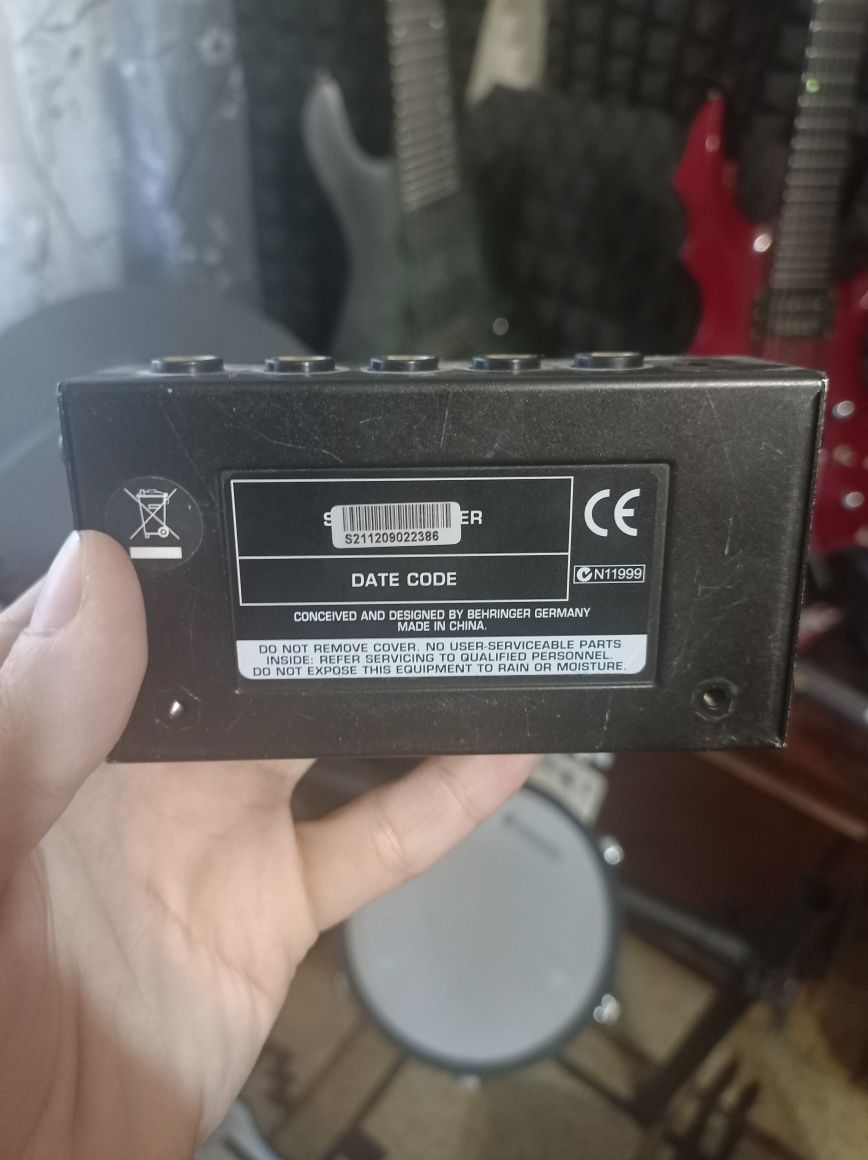 S ER
S211209022386
CE
N11999
DATE CODE
CONCEIVED AND DESIGNED BY BEHRINGER GERMANY
MADE IN CHINA.
DO NOT REMOVE COVER. NO USER-SERVICEABLE PARTS
INSIDE: REFER SERVICING TO QUALIFIED PERSONNEL.
DO NOT EXPOSE THIS EQUIPMENT TO RAIN OR MOISTURE.